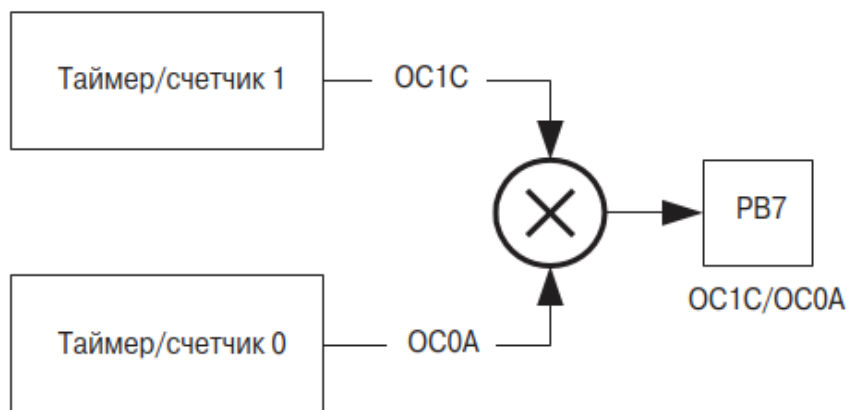 Таймер/счетчик 1
OC1C
PB7
OC1C/OC0A
Таймер/счетчик 0
OC0A